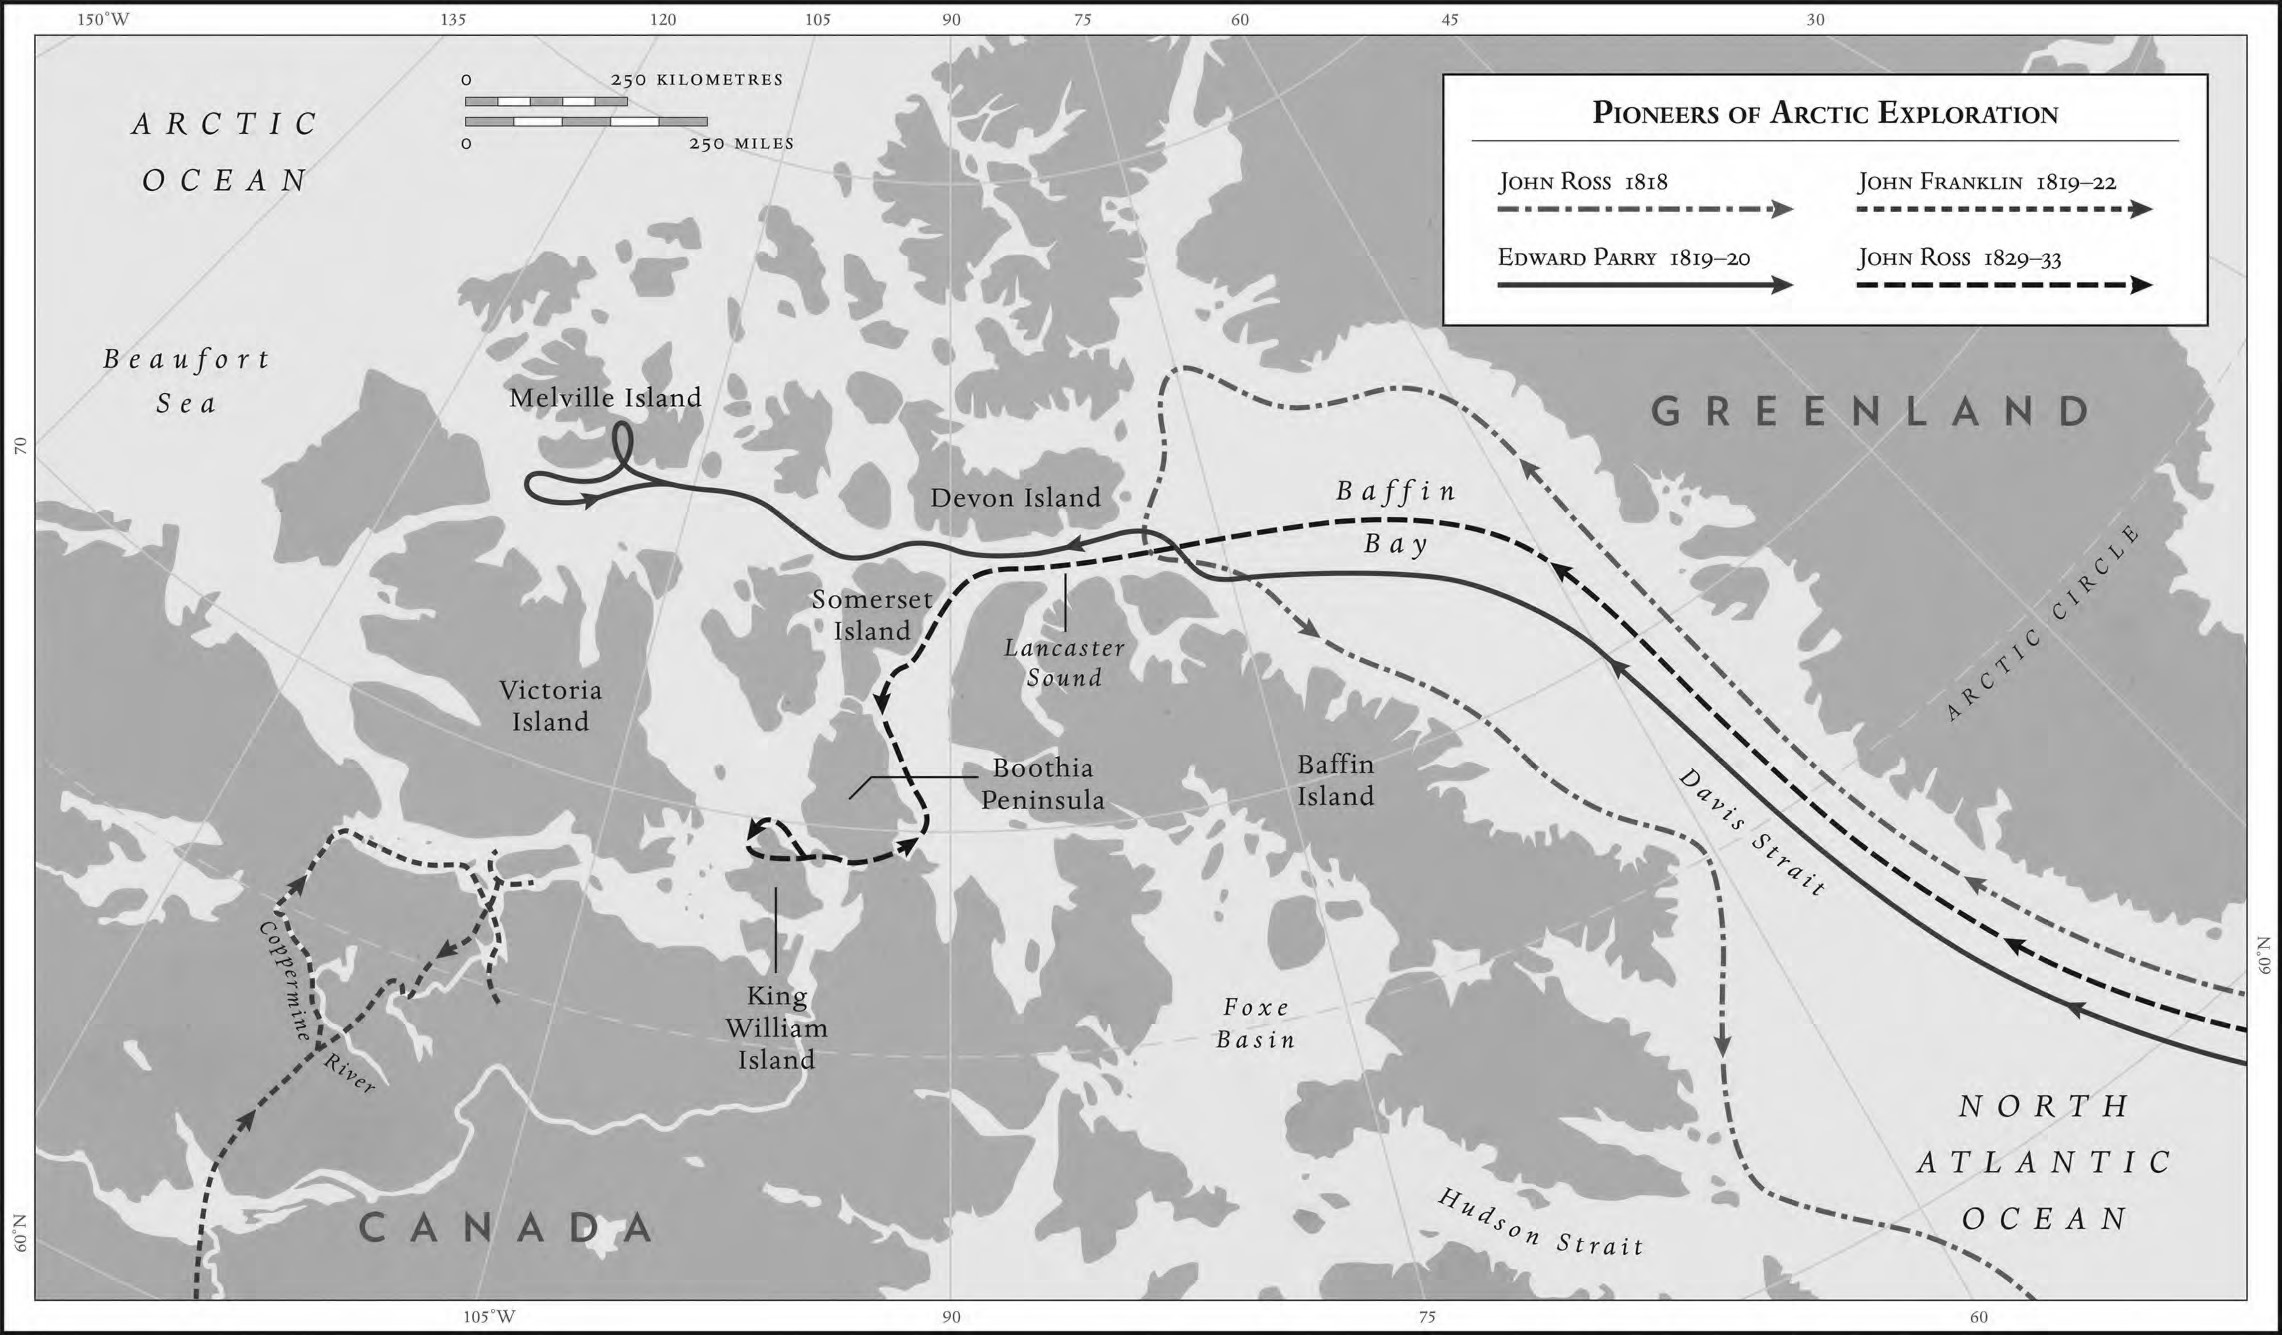 150°W
135
120
105
90
75
60
45
30
0
250 KILOMETRES
0
250 MILES
ARCTIC
OCEAN
PIONEERS OF ARCTIC EXPLORATION
JOHN ROSS 1818
JOHN FRANKLIN 1819–22
EDWARD PARRY 1819–20
JOHN ROSS 1829–33
Beaufort
Sea
70
Melville Island
GREENLAND
Devon Island
Baffin
Bay
ARCTIC CIRCLE
Somerset
Island
Lancaster
Sound
Victoria
Island
Boothia
Peninsula
Baffin
Island
Davis Strait
Coppermine
River
King
William
Island
Foxe
Basin
60°N
NORTH
ATLANTIC
OCEAN
Hudson Strait
CANADA
60°N
105°W
90
75
60